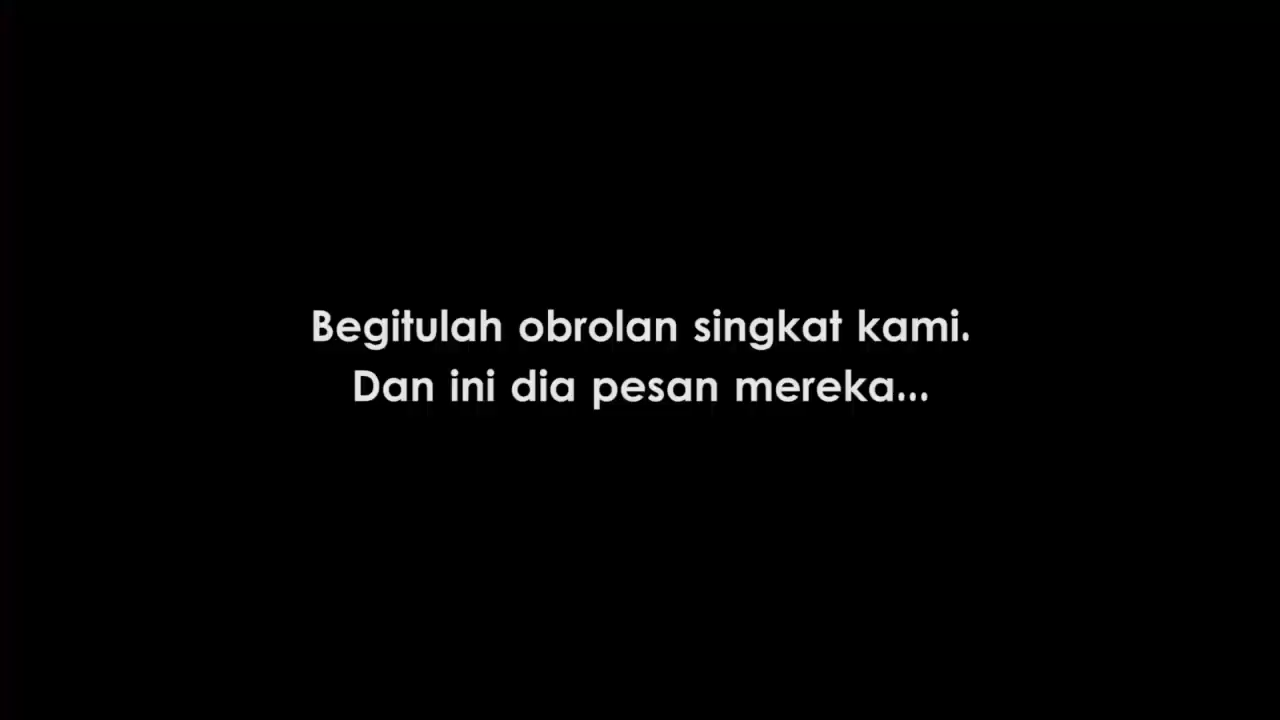 Begitulah obrolan singkat kami.
Dan ini dia pesan mereka...